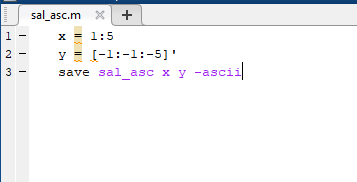 sal_asc.m
1 x = 1:5
2 y = [-1:-1:-5]'
3 save sal_asc x y -ascii